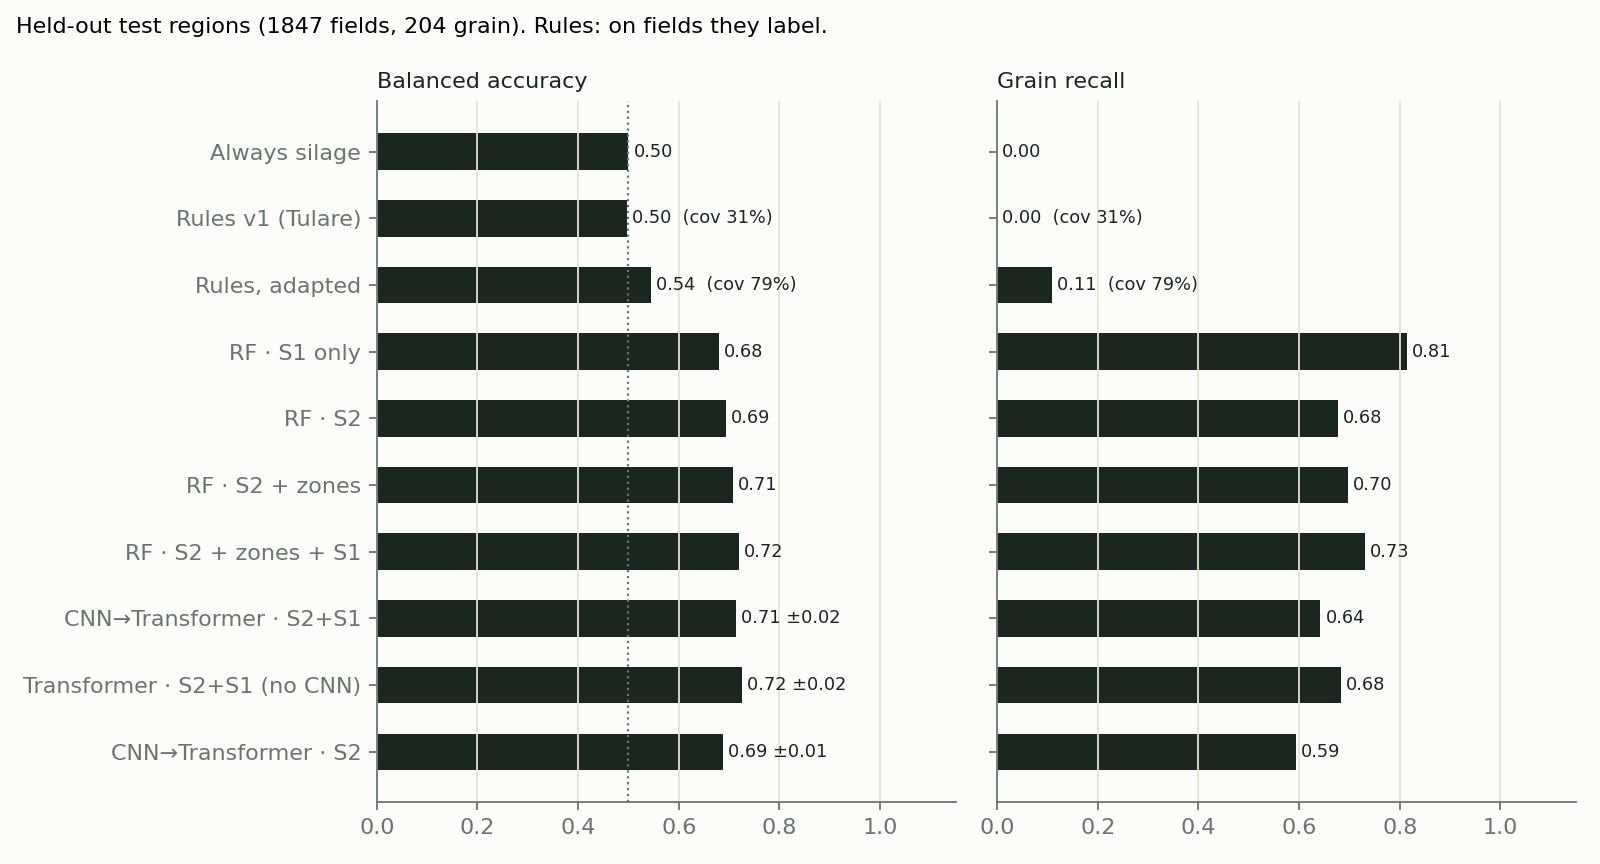 Held-out test regions (1847 fields, 204 grain). Rules: on fields they label.
Balanced accuracy
Always silage 0.50
Rules v1 (Tulare) 0.50 (cov 31%)
Rules, adapted 0.54 (cov 79%)
RF · S1 only 0.68
RF · S2 0.69
RF · S2 + zones 0.71
RF · S2 + zones + S1 0.72
CNN→Transformer · S2+S1 0.71 ±0.02
Transformer · S2+S1 (no CNN) 0.72 ±0.02
CNN→Transformer · S2 0.69 ±0.01
0.0 0.2 0.4 0.6 0.8 1.0
Grain recall
0.00
0.00 (cov 31%)
0.11 (cov 79%)
0.81
0.68
0.70
0.73
0.64
0.68
0.59
0.0 0.2 0.4 0.6 0.8 1.0